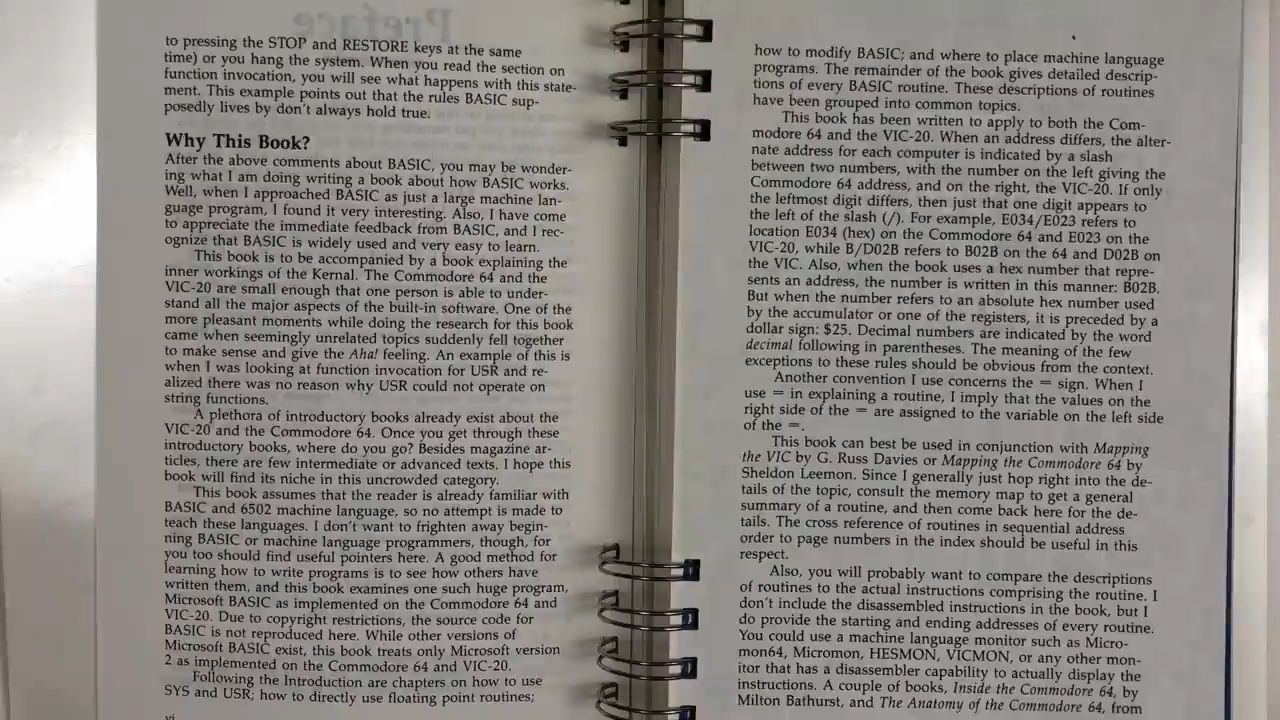 Preface
to pressing the STOP and RESTORE keys at the same
time) or you hang the system. When you read the section on
function invocation, you will see what happens with this state-
ment. This example points out that the rules BASIC sup-
posedly lives by don't always hold true.
Why This Book?
After the above comments about BASIC, you may be wonder-
ing what I am doing writing a book about how BASIC works.
Well, when I approached BASIC as just a large machine lan-
guage program, I found it very interesting. Also, I have come
to appreciate the immediate feedback from BASIC, and I rec-
ognize that BASIC is widely used and very easy to learn.
This book is to be accompanied by a book explaining the
inner workings of the Kernal. The Commodore 64 and the
VIC-20 are small enough that one person is able to under-
stand all the major aspects of the built-in software. One of the
more pleasant moments while doing the research for this book
came when seemingly unrelated topics suddenly fell together
to make sense and give the Aha! feeling. An example of this is
when I was looking at function invocation for USR and re-
alized there was no reason why USR could not operate on
string functions.
A plethora of introductory books already exist about the
VIC-20 and the Commodore 64. Once you get through these
introductory books, where do you go? Besides magazine ar-
ticles, there are few intermediate or advanced texts. I hope this
book will find its niche in this uncrowded category.
This book assumes that the reader is already familiar with
BASIC and 6502 machine language, so no attempt is made to
teach these languages. I don't want to frighten away begin-
ning BASIC or machine language programmers, though, for
you too should find useful pointers here. A good method for
learning how to write programs is to see how others have
written them, and this book examines one such huge program,
Microsoft BASIC as implemented on the Commodore 64 and
VIC-20. Due to copyright restrictions, the source code for
BASIC is not reproduced here. While other versions of
Microsoft BASIC exist, this book treats only Microsoft version
2 as implemented on the Commodore 64 and VIC-20.
Following the Introduction are chapters on how to use
SYS and USR; how to directly use floating point routines;
vi
how to modify BASIC; and where to place machine language
programs. The remainder of the book gives detailed descrip-
tions of every BASIC routine. These descriptions of routines
have been grouped into common topics.
This book has been written to apply to both the Com-
modore 64 and the VIC-20. When an address differs, the alter-
nate address for each computer is indicated by a slash
between two numbers, with the number on the left giving the
Commodore 64 address, and on the right, the VIC-20. If only
the leftmost digit differs, then just that one digit appears to
the left of the slash (/). For example, E034/E023 refers to
location E034 (hex) on the Commodore 64 and E023 on the
VIC-20, while B/D02B refers to B02B on the 64 and D02B on
the VIC. Also, when the book uses a hex number that repre-
sents an address, the number is written in this manner: B02B.
But when the number refers to an absolute hex number used
by the accumulator or one of the registers, it is preceded by a
dollar sign: $25. Decimal numbers are indicated by the word
decimal following in parentheses. The meaning of the few
exceptions to these rules should be obvious from the context.
Another convention I use concerns the = sign. When I
use = in explaining a routine, I imply that the values on the
right side of the = are assigned to the variable on the left side
of the =.
This book can best be used in conjunction with Mapping
the VIC by G. Russ Davies or Mapping the Commodore 64 by
Sheldon Leemon. Since I generally just hop right into the de-
tails of the topic, consult the memory map to get a general
summary of a routine, and then come back here for the de-
tails. The cross reference of routines in sequential address
order to page numbers in the index should be useful in this
respect.
Also, you will probably want to compare the descriptions
of routines to the actual instructions comprising the routine. I
don't include the disassembled instructions in the book, but I
do provide the starting and ending addresses of every routine.
You could use a machine language monitor such as Micro-
mon64, Micromon, HESMON, VICMON, or any other mon-
itor that has a disassembler capability to actually display the
instructions. A couple of books, Inside the Commodore 64, by
Milton Bathurst, and The Anatomy of the Commodore 64, from